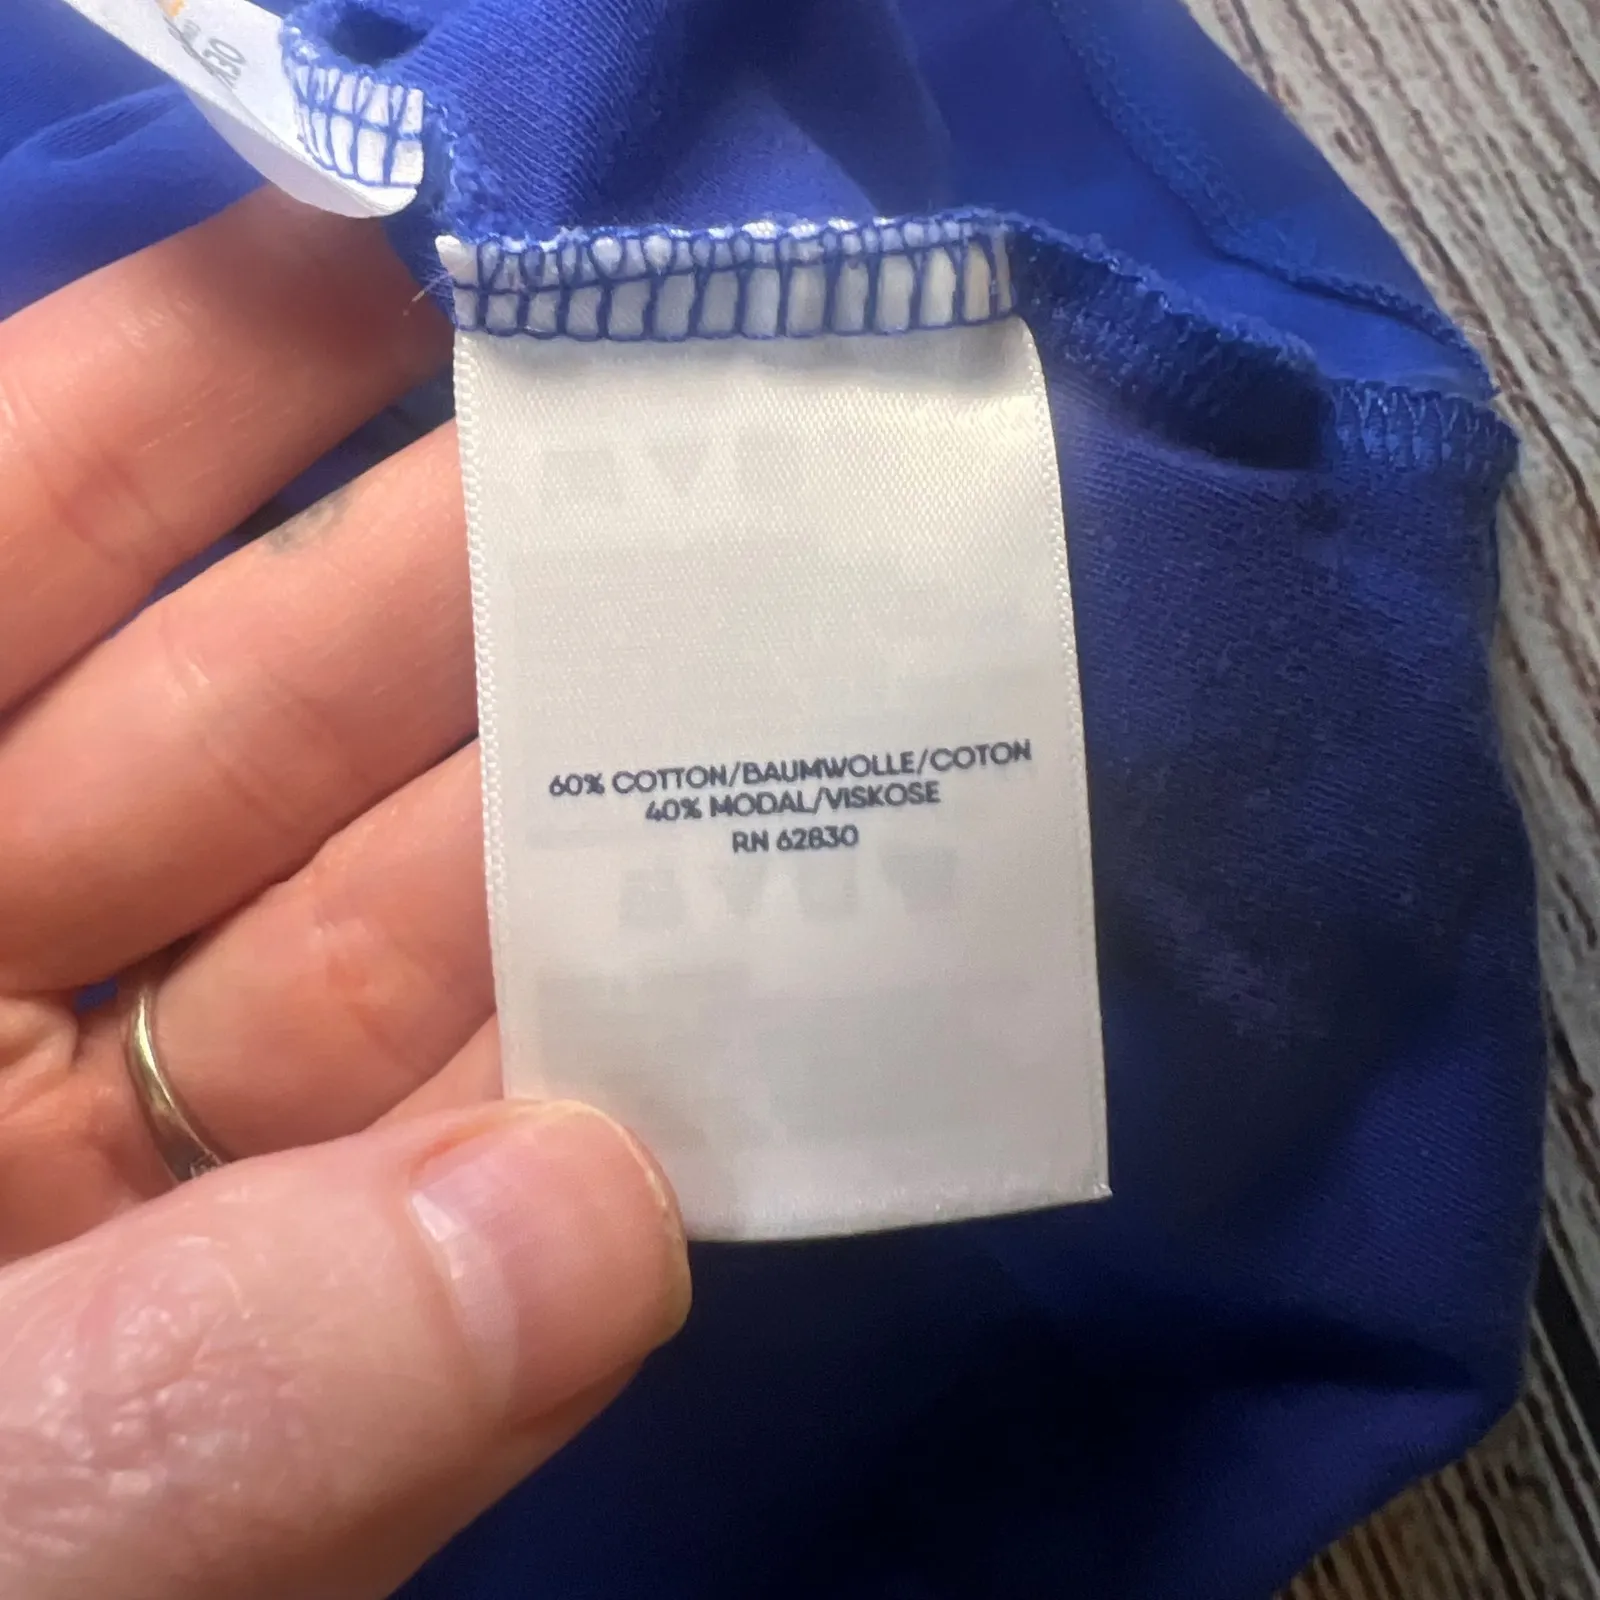 60% COTTON/BAUMWOLLE/COTON
40% MODAL/VISKOSE
RN 62830